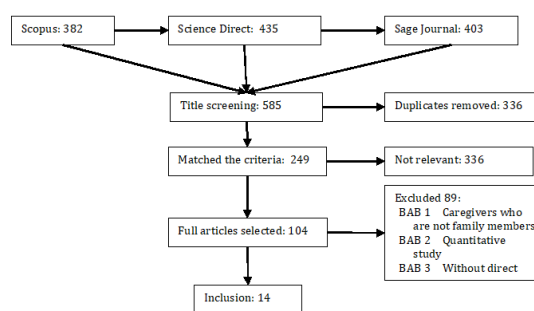 Scopus: 382
Science Direct: 435
Sage Journal: 403
Title screening: 585
Duplicates removed: 336
Matched the criteria: 249
Not relevant: 336
Full articles selected: 104
Excluded 89:
BAB 1 Caregivers who
are not family members
BAB 2 Quantitative
study
BAB 3 Without direct
Inclusion: 14